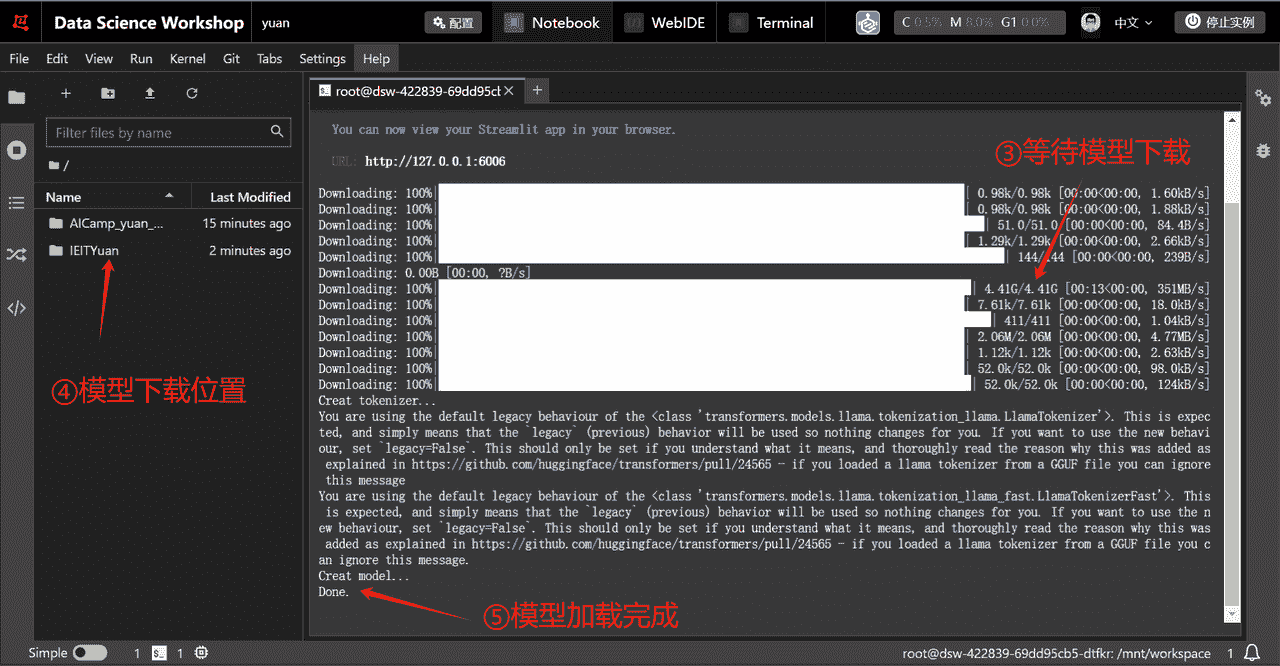 Data Science Workshop
yuan
配置
Notebook
WebIDE
Terminal
C 0.5% M 8.0% G1 0.0%
中文
停止实例
File Edit View Run Kernel Git Tabs Settings Help
root@dsw-422839-69dd95ct
Filter files by name
/
Name Last Modified
AICamp_yuan_... 15 minutes ago
IEITYuan 2 minutes ago
④模型下载位置
You can now view your Streamlit app in your browser.
URL: http://127.0.0.1:6006
③等待模型下载
Downloading: 100%| | 0.98k/0.98k [00:00<00:00, 1.60kB/s]
Downloading: 100%| | 0.98k/0.98k [00:00<00:00, 1.88kB/s]
Downloading: 100%| | 51.0/51.0 [00:00<00:00, 84.4B/s]
Downloading: 100%| | 1.29k/1.29k [00:00<00:00, 2.66kB/s]
Downloading: 100%| | 144/144 [00:00<00:00, 239B/s]
Downloading: 0.00B [00:00, ?B/s]
Downloading: 100%| | 4.41G/4.41G [00:13<00:00, 351MB/s]
Downloading: 100%| | 7.61k/7.61k [00:00<00:00, 18.0kB/s]
Downloading: 100%| | 411/411 [00:00<00:00, 1.04kB/s]
Downloading: 100%| | 2.06M/2.06M [00:00<00:00, 4.77MB/s]
Downloading: 100%| | 1.12k/1.12k [00:00<00:00, 2.63kB/s]
Downloading: 100%| | 52.0k/52.0k [00:00<00:00, 98.0kB/s]
Downloading: 100%| | 52.0k/52.0k [00:00<00:00, 124kB/s]
Creat tokenizer...
You are using the default legacy behaviour of the <class 'transformers.models.llama.tokenization_llama.LlamaTokenizer'>. This is expec
ted, and simply means that the `legacy` (previous) behavior will be used so nothing changes for you. If you want to use the new behavi
our, set `legacy=False`. This should only be set if you understand what it means, and thoroughly read the reason why this was added as
explained in https://github.com/huggingface/transformers/pull/24565 - if you loaded a llama tokenizer from a GGUF file you can ignore
this message
You are using the default legacy behaviour of the <class 'transformers.models.llama.tokenization_llama_fast.LlamaTokenizerFast'>. This
is expected, and simply means that the `legacy` (previous) behavior will be used so nothing changes for you. If you want to use the n
ew behaviour, set `legacy=False`. This should only be set if you understand what it means, and thoroughly read the reason why this was
added as explained in https://github.com/huggingface/transformers/pull/24565 - if you loaded a llama tokenizer from a GGUF file you c
an ignore this message.
Creat model...
Done.
⑤模型加载完成
Simple 1 1
root@dsw-422839-69dd95cb5-dtfkr: /mnt/workspace 1